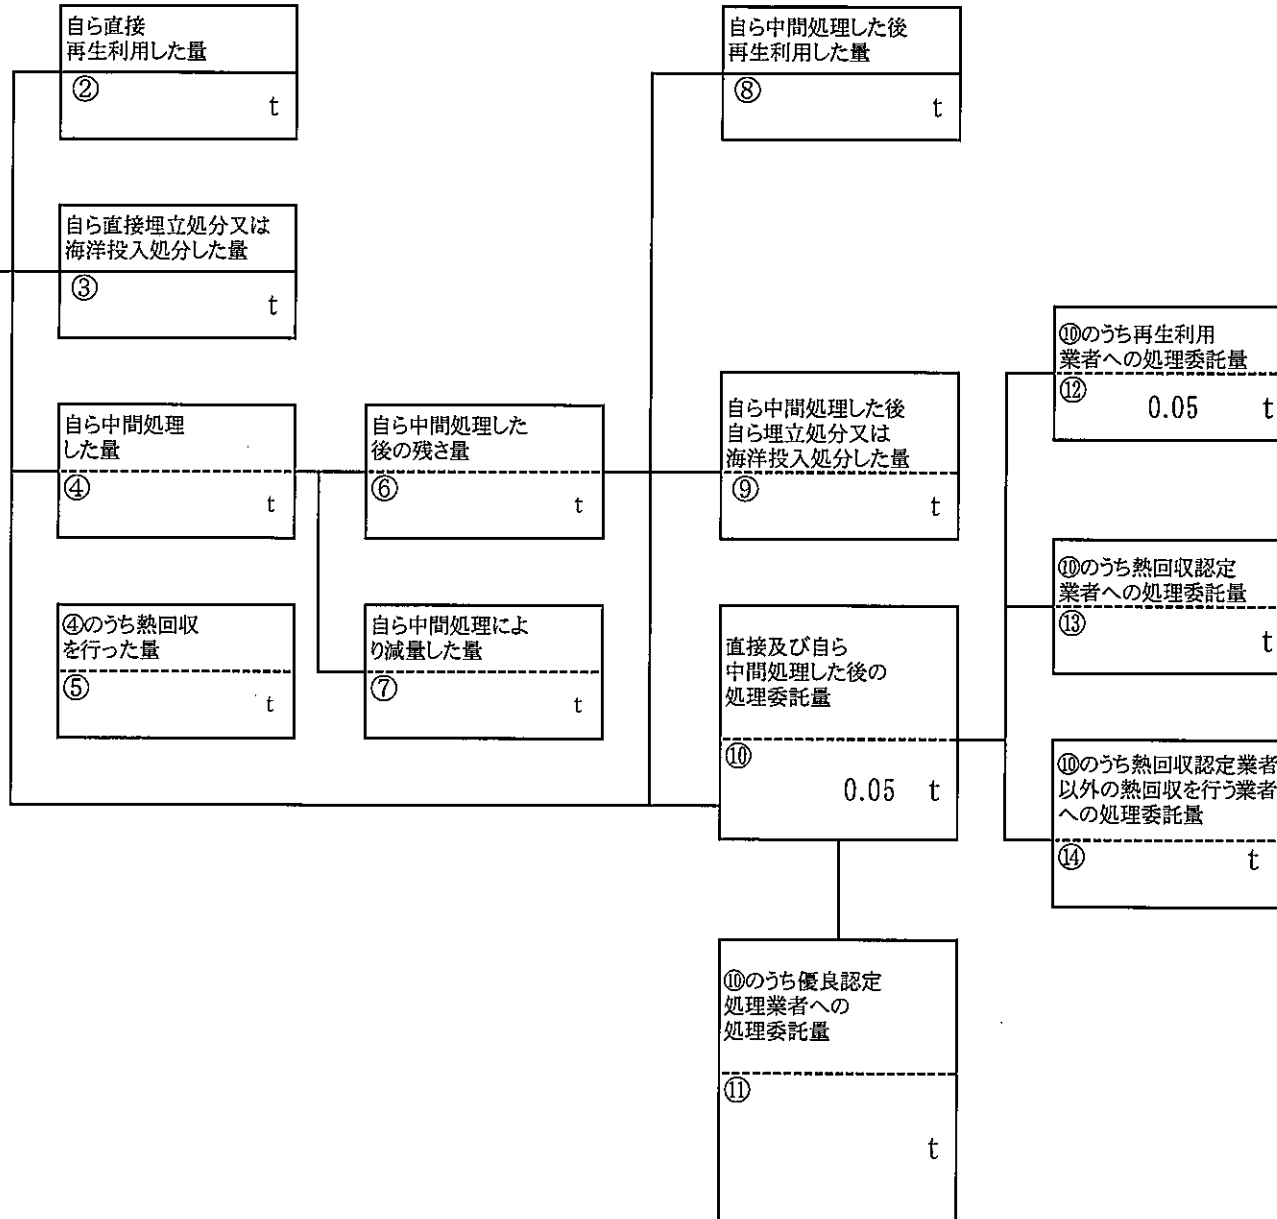 自ら直接
再生利用した量
②
t
自ら中間処理した後
再生利用した量
⑧
t
自ら直接埋立処分又は
海洋投入処分した量
③
t
⑩のうち再生利用
業者への処理委託量
⑫
0.05 t
自ら中間処理
した量
④
t
自ら中間処理した
後の残さ量
⑥
t
自ら中間処理した後
自ら埋立処分又は
海洋投入処分した量
⑨
t
⑩のうち熱回収認定
業者への処理委託量
⑬
t
④のうち熱回収
を行った量
⑤
t
自ら中間処理によ
り減量した量
⑦
t
直接及び自ら
中間処理した後の
処理委託量
⑩
0.05 t
⑩のうち熱回収認定業者
以外の熱回収を行う業者
への処理委託量
⑭
t
⑩のうち優良認定
処理業者への
処理委託量
⑪
t